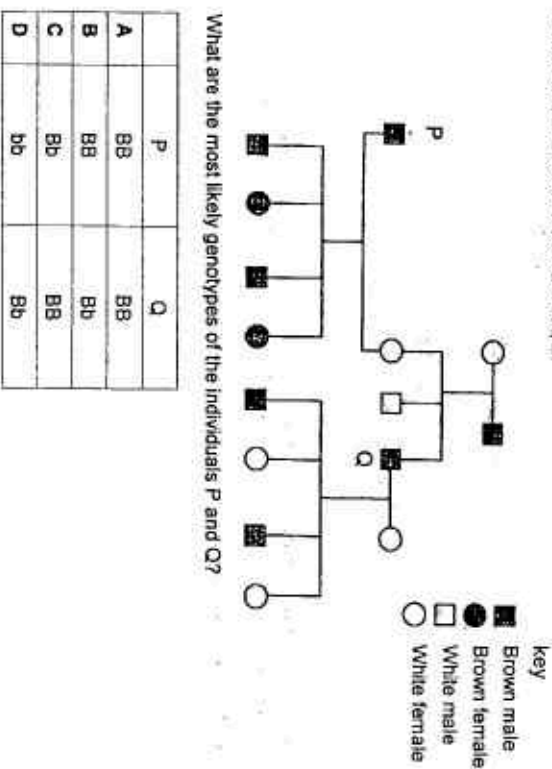 key
Brown male
Brown female
White male
White female
P
Q
What are the most likely genotypes of the individuals P and Q?
P Q
A BB BB
B BB Bb
C Bb BB
D bb Bb